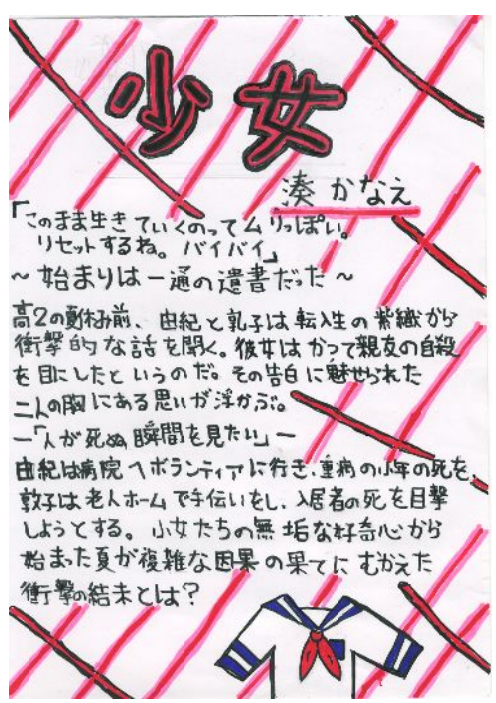 少女
湊かなえ
「このまま生きていくのってムリっぽい。
リセットするね。バイバイ」
～始まりは一通の遺書だった～
高2の夏休み前、由紀と敦子は転入生の紫織から
衝撃的な話を聞く。彼女はかつて親友の自殺
を目にしたというのだ。その告白に魅せられた
二人の胸にある思いが浮かぶ。
―「人が死ぬ瞬間を見たい」―
由紀は病院へボランティアに行き、重病の少年の死を、
敦子は老人ホームで手伝いをし、入居者の死を目撃
しようとする。少女たちの無垢な好奇心から
始まった夏が複雑な因果の果てにむかえた
衝撃の結末とは?